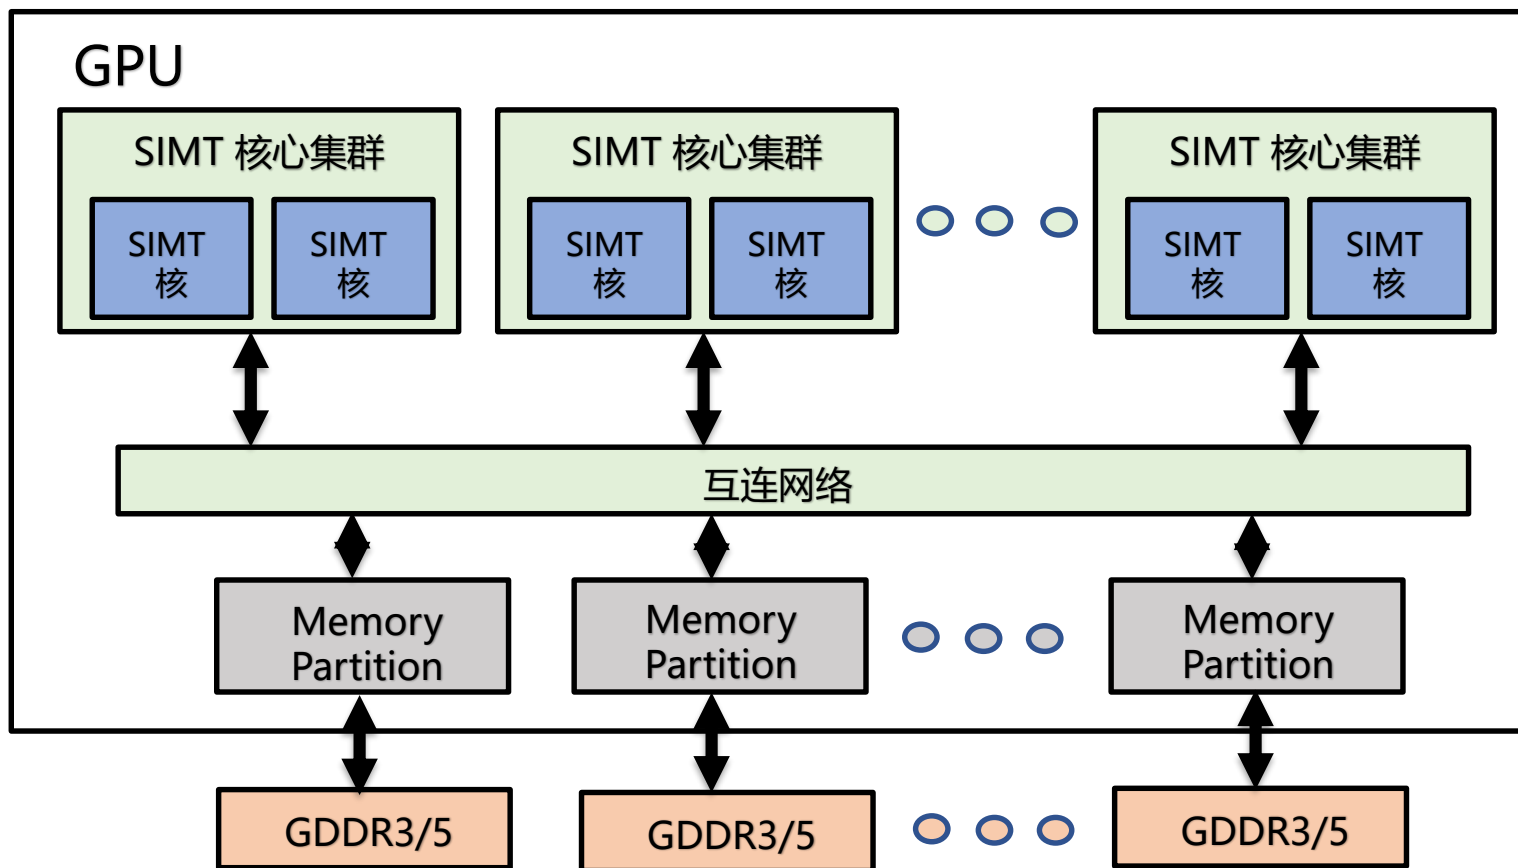 GPU
SIMT 核心集群
SIMT 核心集群
SIMT 核心集群
SIMT
核
SIMT
核
SIMT
核
SIMT
核
SIMT
核
SIMT
核
互连网络
Memory
Partition
Memory
Partition
Memory
Partition
GDDR3/5
GDDR3/5
GDDR3/5